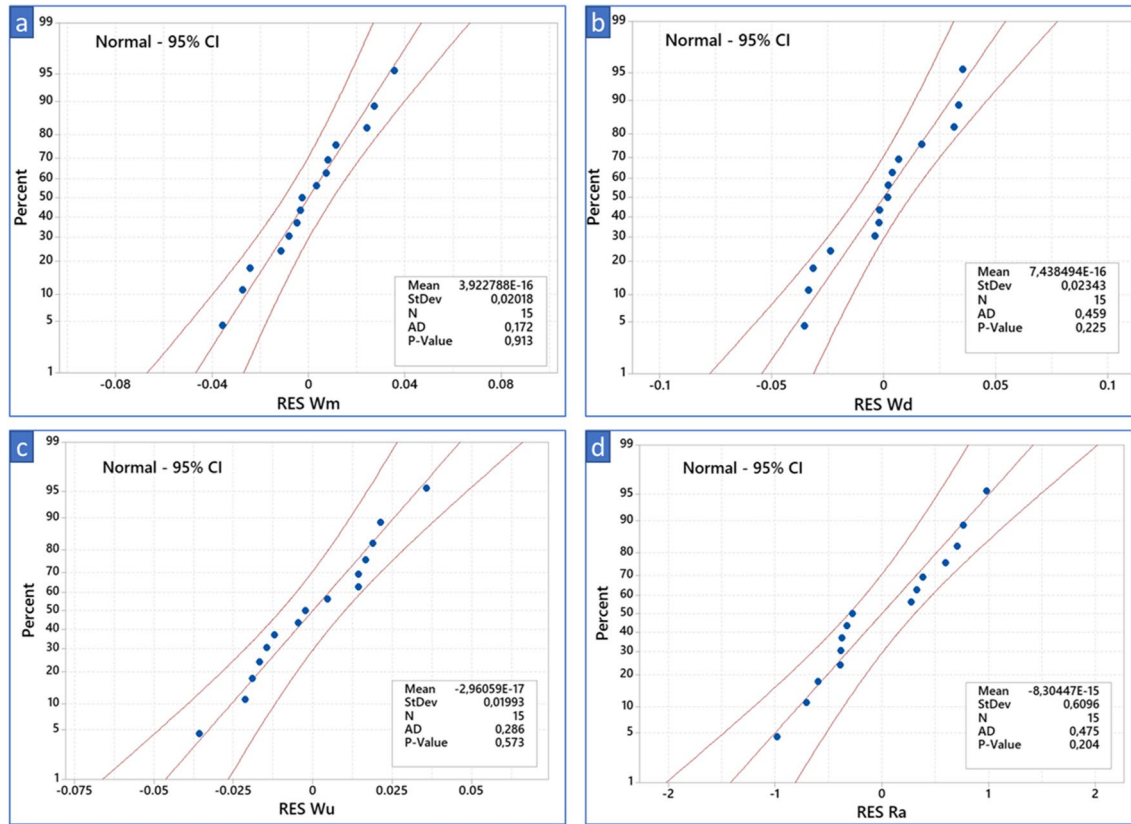 a
Normal - 95% CI
Percent
99
95
90
80
70
60
50
40
30
20
10
5
1
-0.08
-0.04
0
0.04
0.08
RES Wm
Mean 3,922788E-16
StDev 0,02018
N 15
AD 0,172
P-Value 0,913
b
Normal - 95% CI
Percent
99
95
90
80
70
60
50
40
30
20
10
5
1
-0.1
-0.05
0
0.05
0.1
RES Wd
Mean 7,438494E-16
StDev 0,02343
N 15
AD 0,459
P-Value 0,225
c
Normal - 95% CI
Percent
99
95
90
80
70
60
50
40
30
20
10
5
1
-0.075
-0.05
-0.025
0
0.025
0.05
RES Wu
Mean -2,96059E-17
StDev 0,01993
N 15
AD 0,286
P-Value 0,573
d
Normal - 95% CI
Percent
99
95
90
80
70
60
50
40
30
20
10
5
1
-2
-1
0
1
2
RES Ra
Mean -8,30447E-15
StDev 0,6096
N 15
AD 0,475
P-Value 0,204